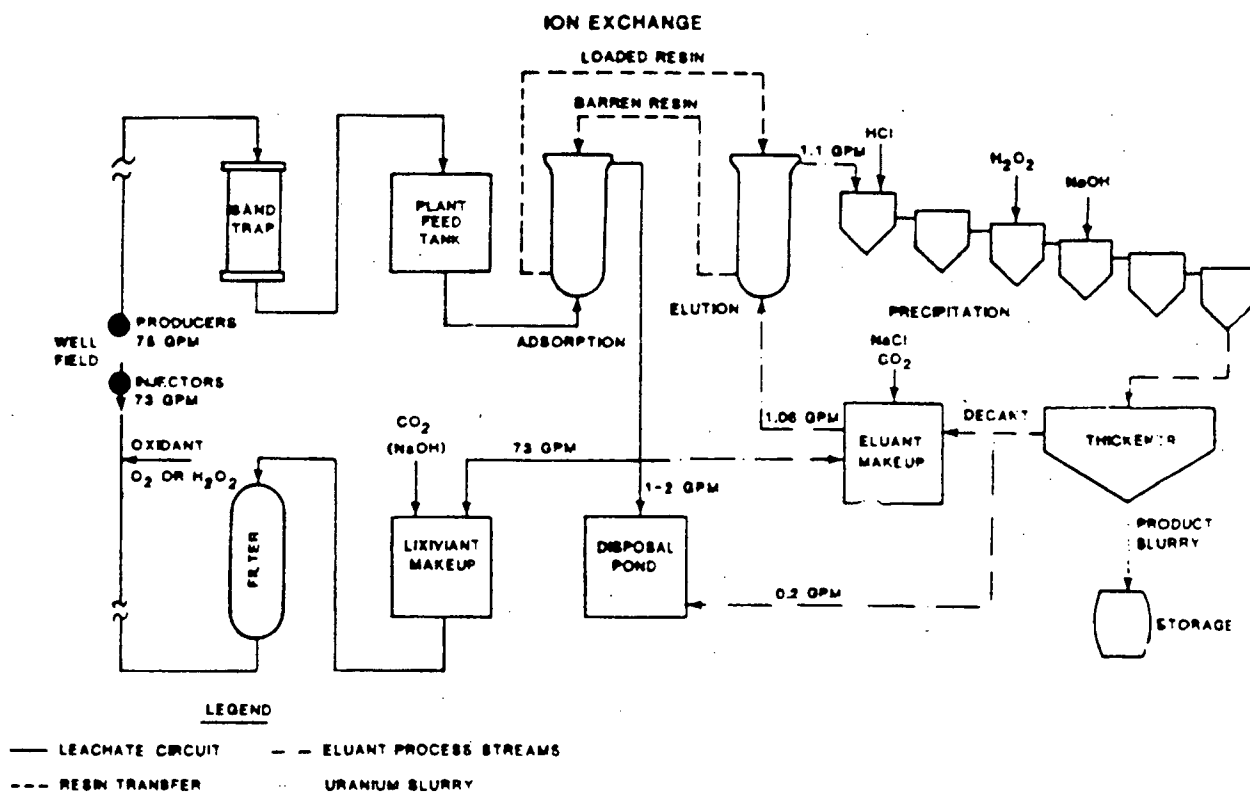 ION EXCHANGE
LOADED RESIN
BARREN RESIN
1.1 GPM
HCl
H₂O₂
NaOH
SAND
TRAP
PLANT
FEED
TANK
PRODUCERS
75 GPM
WELL
FIELD
INJECTORS
73 GPM
ADSORPTION
ELUTION
PRECIPITATION
NaCl
CO₂
OXIDANT
O₂ OR H₂O₂
CO₂
(NaOH)
73 GPM
1.06 GPM
ELUANT
MAKEUP
DECANT
THICKENER
1-2 GPM
FILTER
LIXIVIANT
MAKEUP
DISPOSAL
POND
0.2 GPM
PRODUCT
SLURRY
STORAGE
LEGEND
LEACHATE CIRCUIT
ELUANT PROCESS STREAMS
RESIN TRANSFER
URANIUM SLURRY